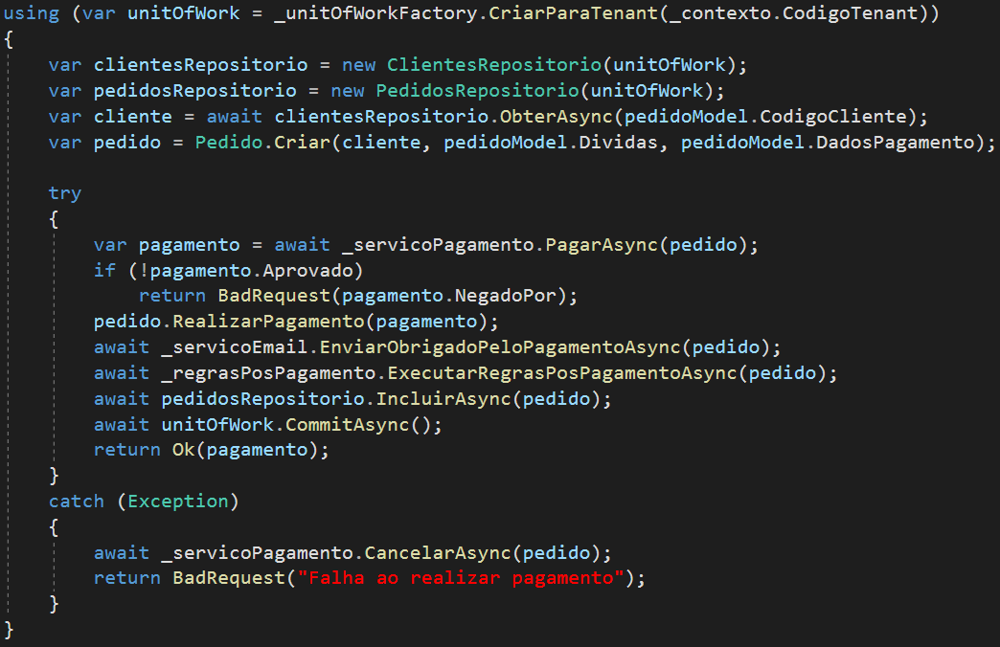 using (var unitOfWork = _unitOfWorkFactory.CriarParaTenant(_contexto.CodigoTenant))
{
    var clientesRepositorio = new ClientesRepositorio(unitOfWork);
    var pedidosRepositorio = new PedidosRepositorio(unitOfWork);
    var cliente = await clientesRepositorio.ObterAsync(pedidoModel.CodigoCliente);
    var pedido = Pedido.Criar(cliente, pedidoModel.Dividas, pedidoModel.DadosPagamento);

    try
    {
        var pagamento = await _servicoPagamento.PagarAsync(pedido);
        if (!pagamento.Aprovado)
            return BadRequest(pagamento.NegadoPor);
        pedido.RealizarPagamento(pagamento);
        await _servicoEmail.EnviarObrigadoPeloPagamentoAsync(pedido);
        await _regrasPosPagamento.ExecutarRegrasPosPagamentoAsync(pedido);
        await pedidosRepositorio.IncluirAsync(pedido);
        await unitOfWork.CommitAsync();
        return Ok(pagamento);
    }
    catch (Exception)
    {
        await _servicoPagamento.CancelarAsync(pedido);
        return BadRequest("Falha ao realizar pagamento");
    }
}